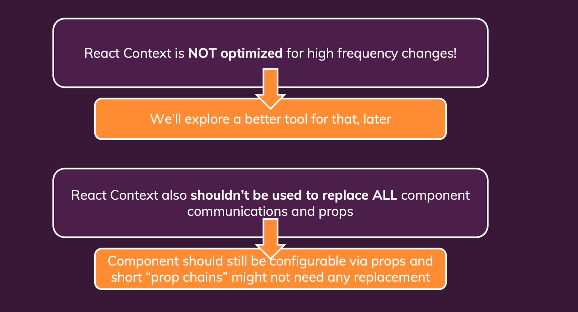 React Context is NOT optimized for high frequency changes!
We'll explore a better tool for that, later
React Context also shouldn't be used to replace ALL component
communications and props
Component should still be configurable via props and
short “prop chains” might not need any replacement